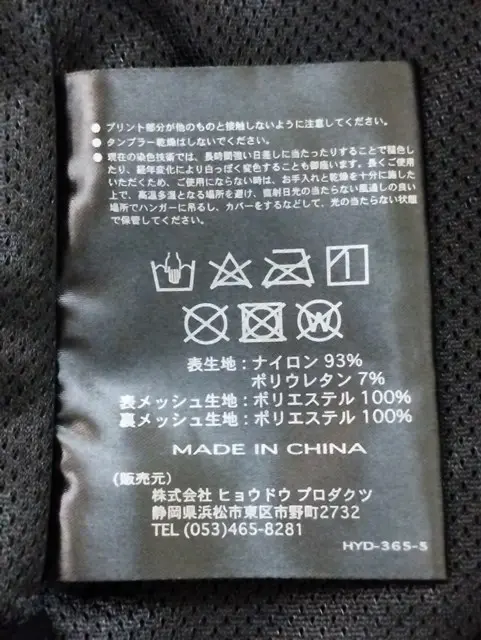 ● プリント部分が他のものと接触しないように注意してください。
● タンブラー乾燥はしないでください。
● 現在の染色技術では、長時間強い日差しに当たったりすることで褪色し
たり、経年変化により白っぽく変色することも御座います。長くご使用
いただくため、ご使用にならない時は、お手入れと乾燥を十分に施した
上で、高温多湿となる場所を避け、直射日光の当たらない風通しの良い
場所でハンガーに吊るし、カバーをするなどして、光の当たらない状態
で保管してください。
W
表生地：ナイロン 93%
ポリウレタン 7%
表メッシュ生地：ポリエステル 100%
裏メッシュ生地：ポリエステル 100%
MADE IN CHINA
(販売元)
株式会社 ヒョウドウ プロダクツ
静岡県浜松市東区市野町2732
TEL (053)465-8281
HYD-365-5